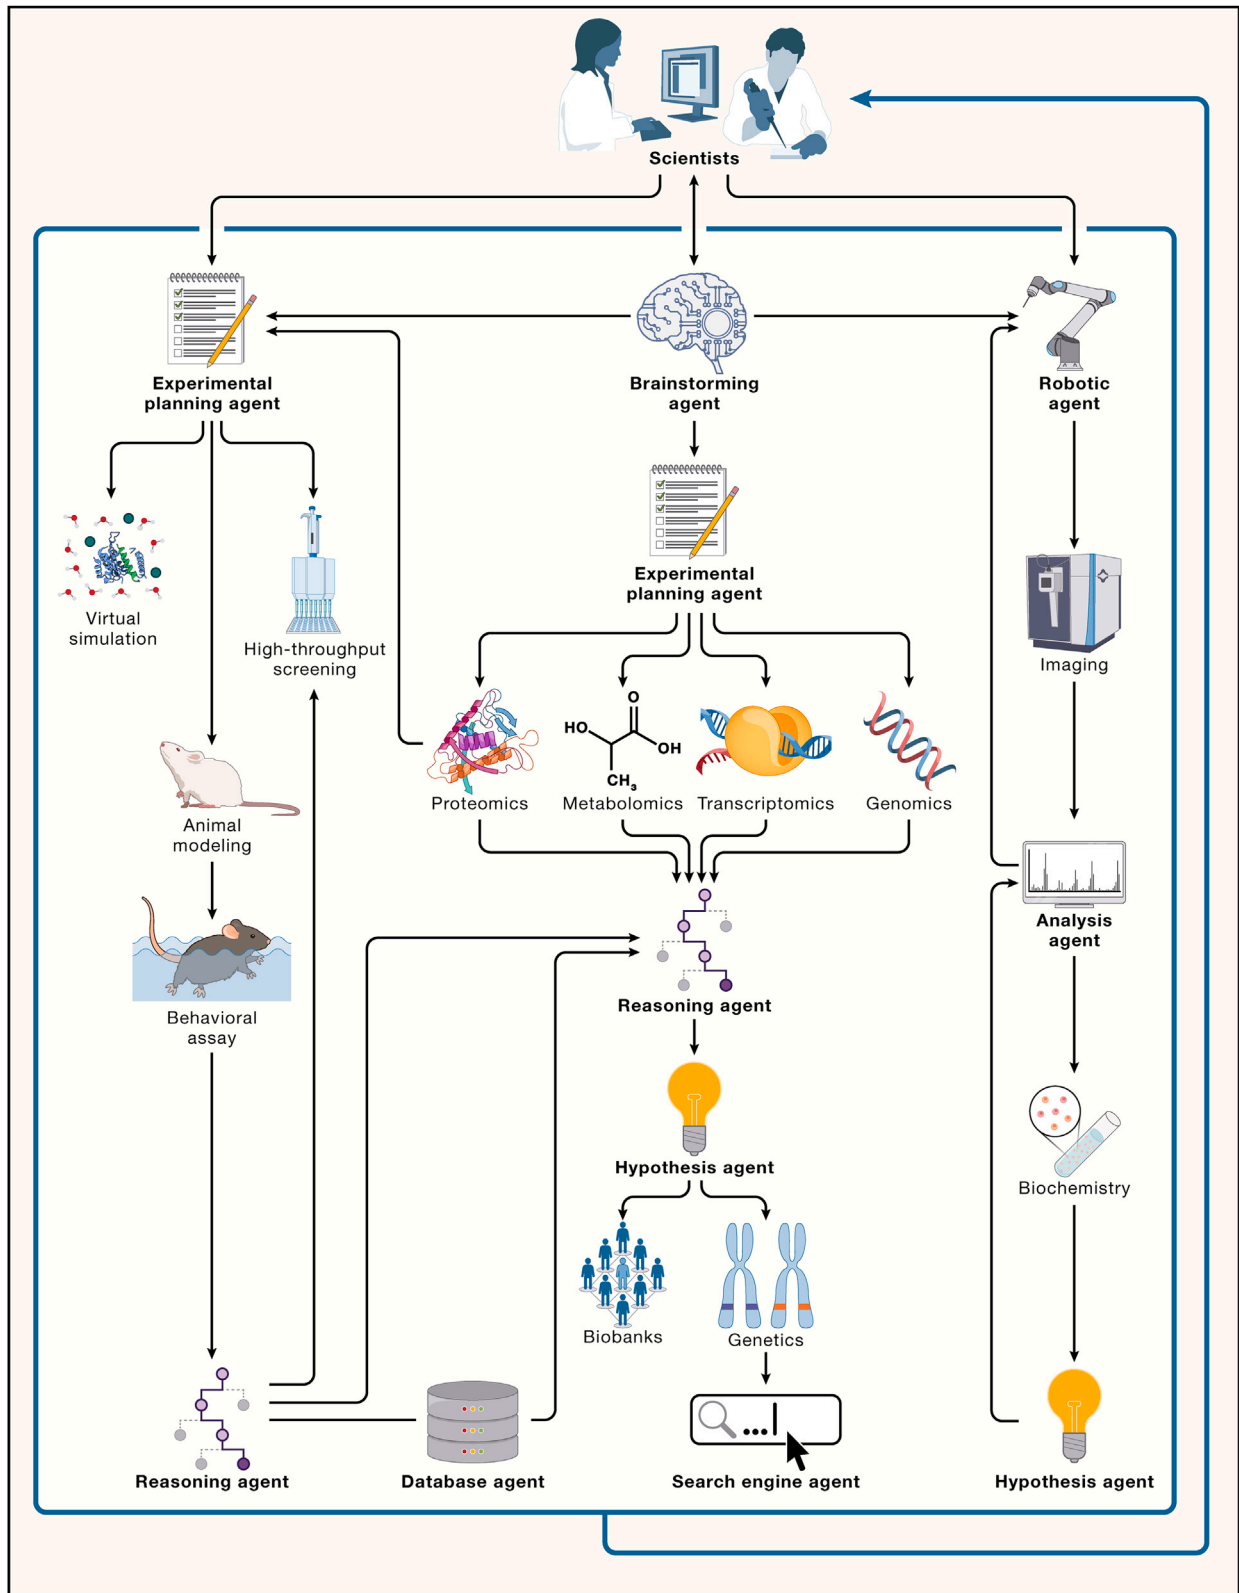 Scientists
Experimental
planning agent
Brainstorming
agent
Robotic
agent
Virtual
simulation
High-throughput
screening
Experimental
planning agent
Imaging
O
HO
OH
CH₃
Proteomics
Metabolomics
Transcriptomics
Genomics
Animal
modeling
Analysis
agent
Behavioral
assay
Reasoning agent
Hypothesis agent
Biochemistry
Biobanks
Genetics
...|
Reasoning agent
Database agent
Search engine agent
Hypothesis agent